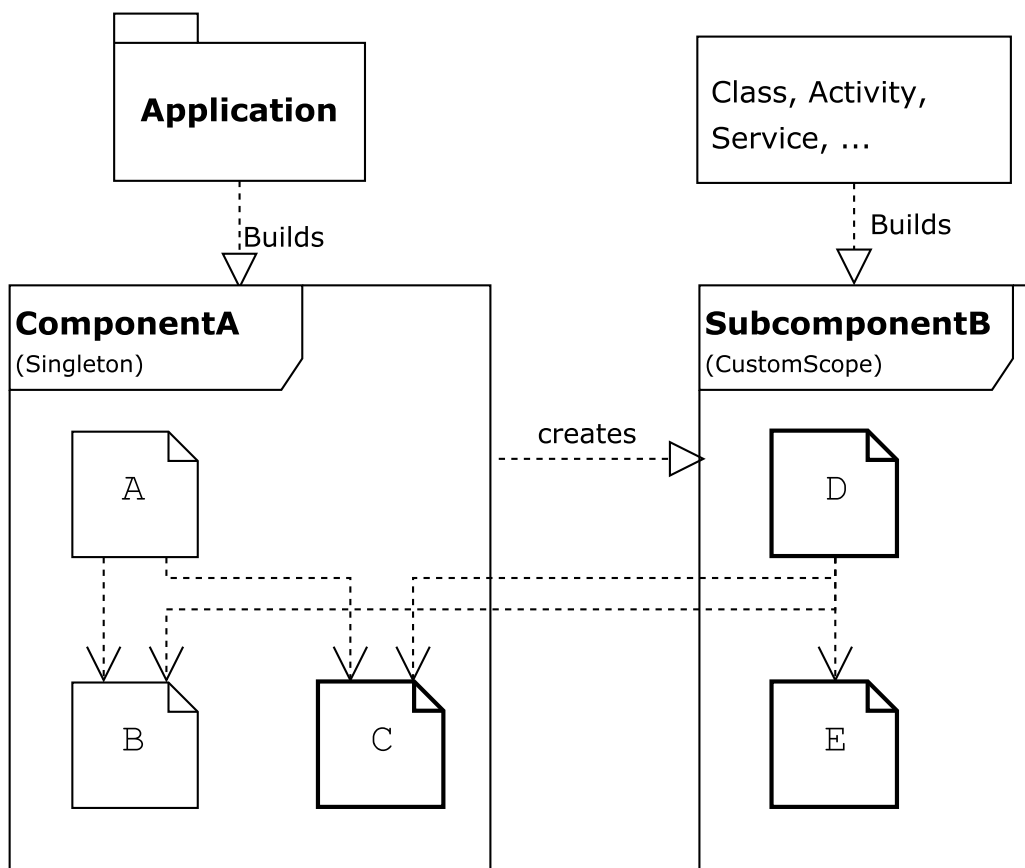 Application
Class, Activity,
Service, ...
Builds
Builds
ComponentA
(Singleton)
SubcomponentB
(CustomScope)
creates
A
D
B
C
E